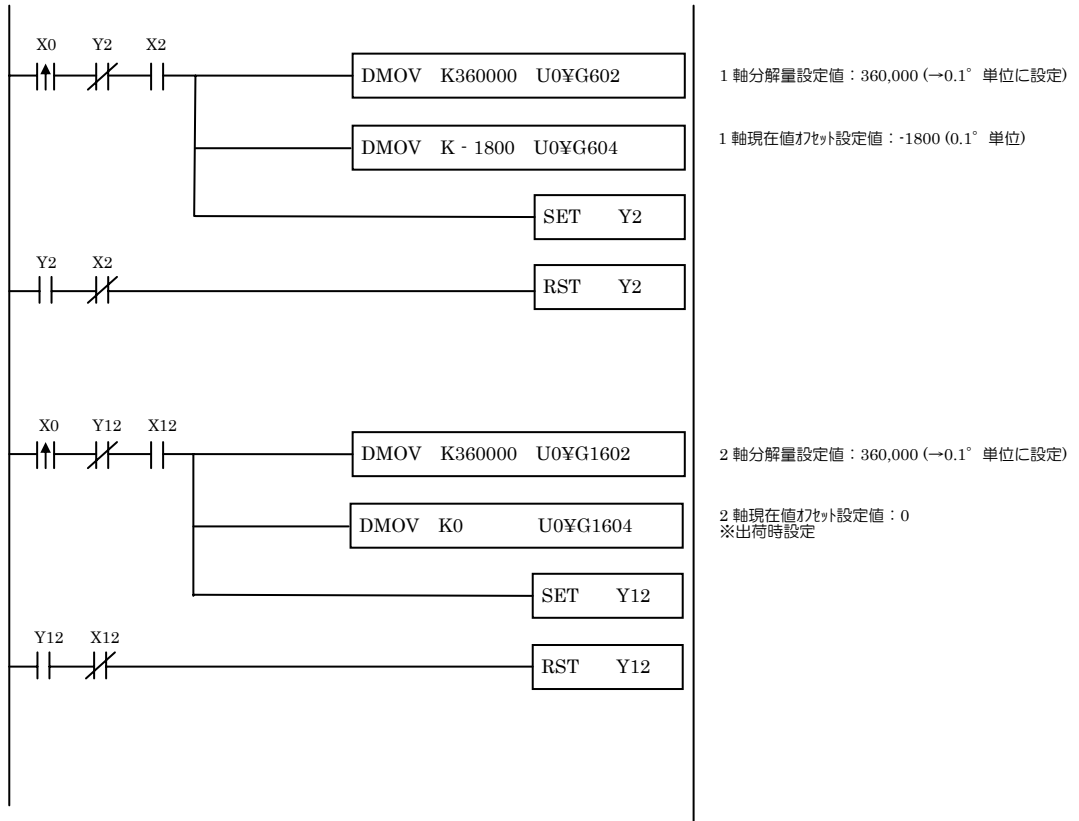 X0 Y2 X2
DMOV K360000 U0¥G602
1 軸分解量設定値：360,000 (→0.1° 単位に設定)
DMOV K - 1800 U0¥G604
1 軸現在値ｵﾌｾｯﾄ設定値：-1800 (0.1° 単位)
SET Y2
Y2 X2
RST Y2
X0 Y12 X12
DMOV K360000 U0¥G1602
2 軸分解量設定値：360,000 (→0.1° 単位に設定)
DMOV K0 U0¥G1604
2 軸現在値ｵﾌｾｯﾄ設定値：0
※出荷時設定
SET Y12
Y12 X12
RST Y12